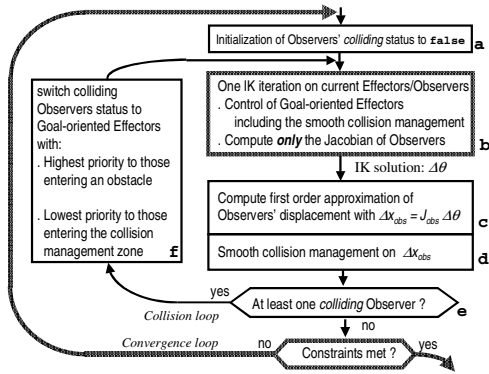 Initialization of Observers' colliding status to false
a
switch colliding
Observers status to
Goal-oriented Effectors
with:
. Highest priority to those
entering an obstacle
. Lowest priority to those
entering the collision
management zone
f
One IK iteration on current Effectors/Observers
. Control of Goal-oriented Effectors
including the smooth collision management
. Compute only the Jacobian of Observers
b
IK solution: Δθ
Compute first order approximation of
Observers' displacement with Δx_obs = J_obs Δθ
c
Smooth collision management on Δx_obs
d
yes
At least one colliding Observer ?
e
Collision loop
no
Convergence loop
no
Constraints met ?
yes